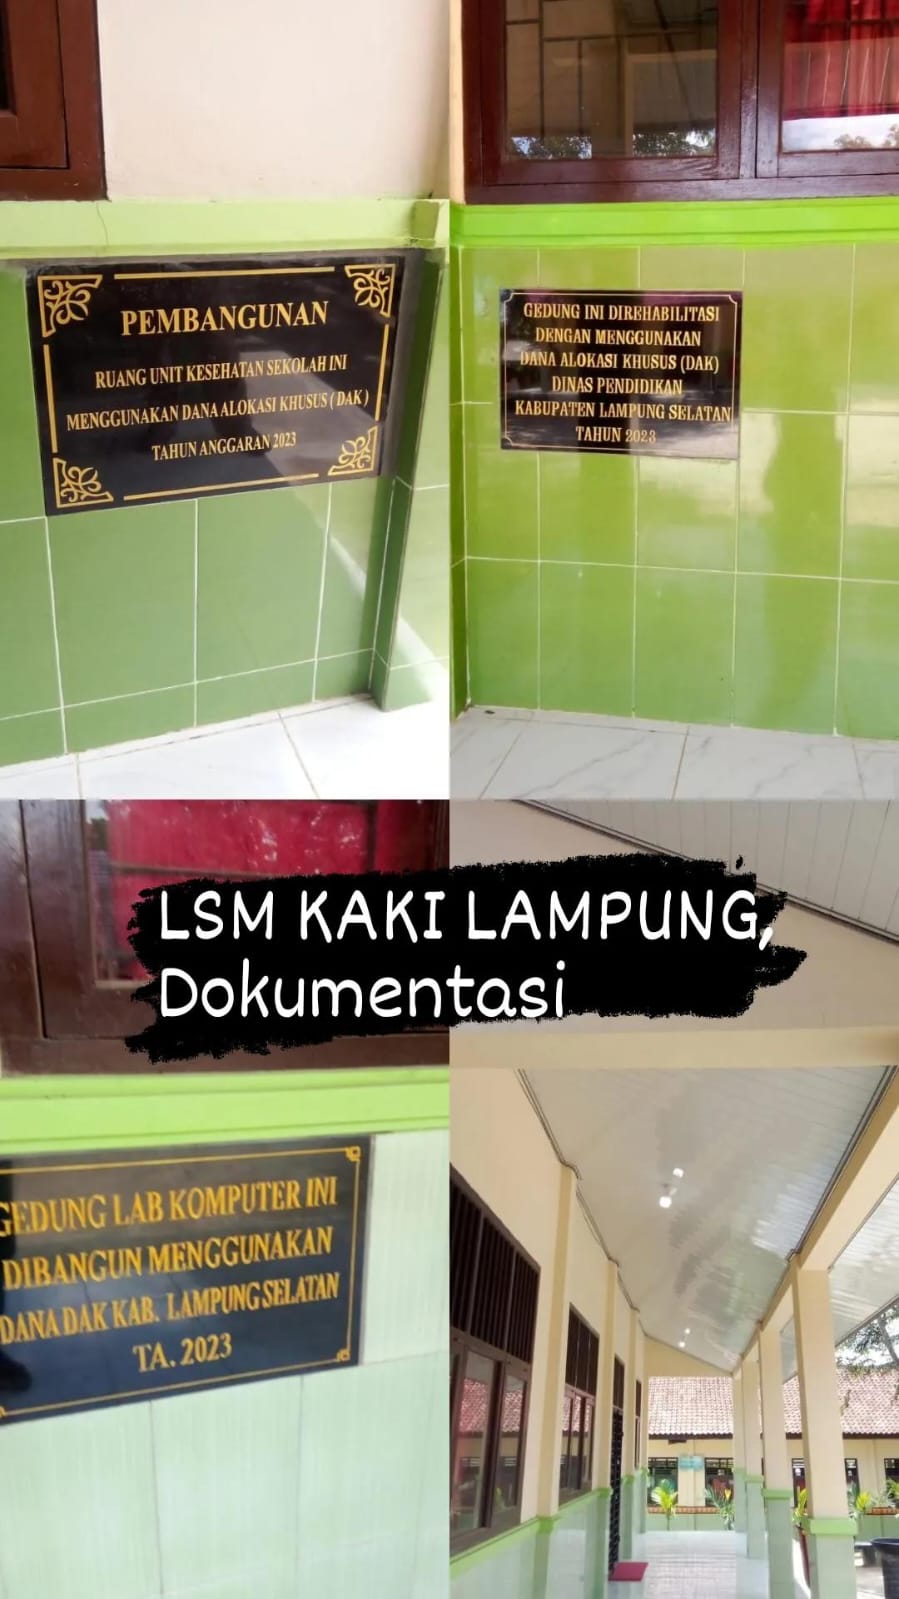 PEMBANGUNAN
RUANG UNIT KESEHATAN SEKOLAH INI
MENGGUNAKAN DANA ALOKASI KHUSUS ( DAK )
TAHUN ANGGARAN 2023
GEDUNG INI DIREHABILITASI
DENGAN MENGGUNAKAN
DANA ALOKASI KHUSUS (DAK)
DINAS PENDIDIKAN
KABUPATEN LAMPUNG SELATAN
TAHUN 2023
LSM KAKI LAMPUNG,
Dokumentasi
GEDUNG LAB KOMPUTER INI
DIBANGUN MENGGUNAKAN
DANA DAK KAB. LAMPUNG SELATAN
TA. 2023